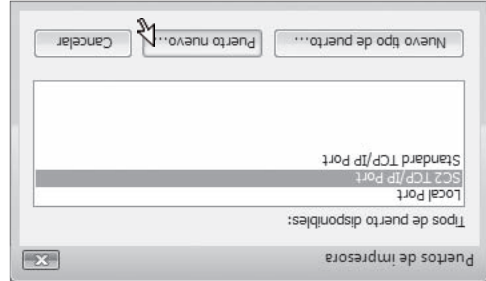 Puertos de impresora
Tipos de puerto disponibles:
Local Port
SC2 TCP/IP Port
Standard TCP/IP Port
Nuevo tipo de puerto... Puerto nuevo... Cancelar